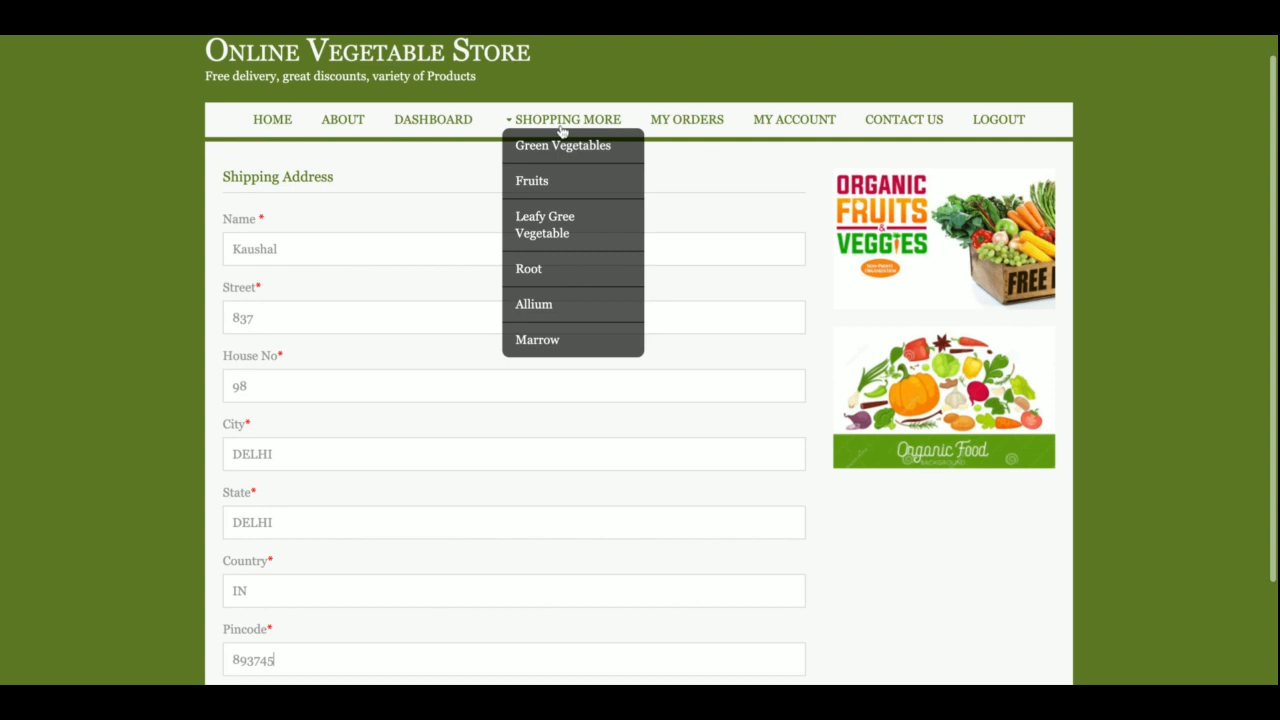 ONLINE VEGETABLE STORE
Free delivery, great discounts, variety of Products
HOME ABOUT DASHBOARD SHOPPING MORE MY ORDERS MY ACCOUNT CONTACT US LOGOUT
Green Vegetables
Fruits
Leafy Gree
Vegetable
Root
Allium
Marrow
Shipping Address
Name *
Kaushal
Street*
837
House No*
98
City*
DELHI
State*
DELHI
Country*
IN
Pincode*
893745
ORGANIC
FRUITS
&
VEGGIES
FREE
Organic Food
BACKGROUND